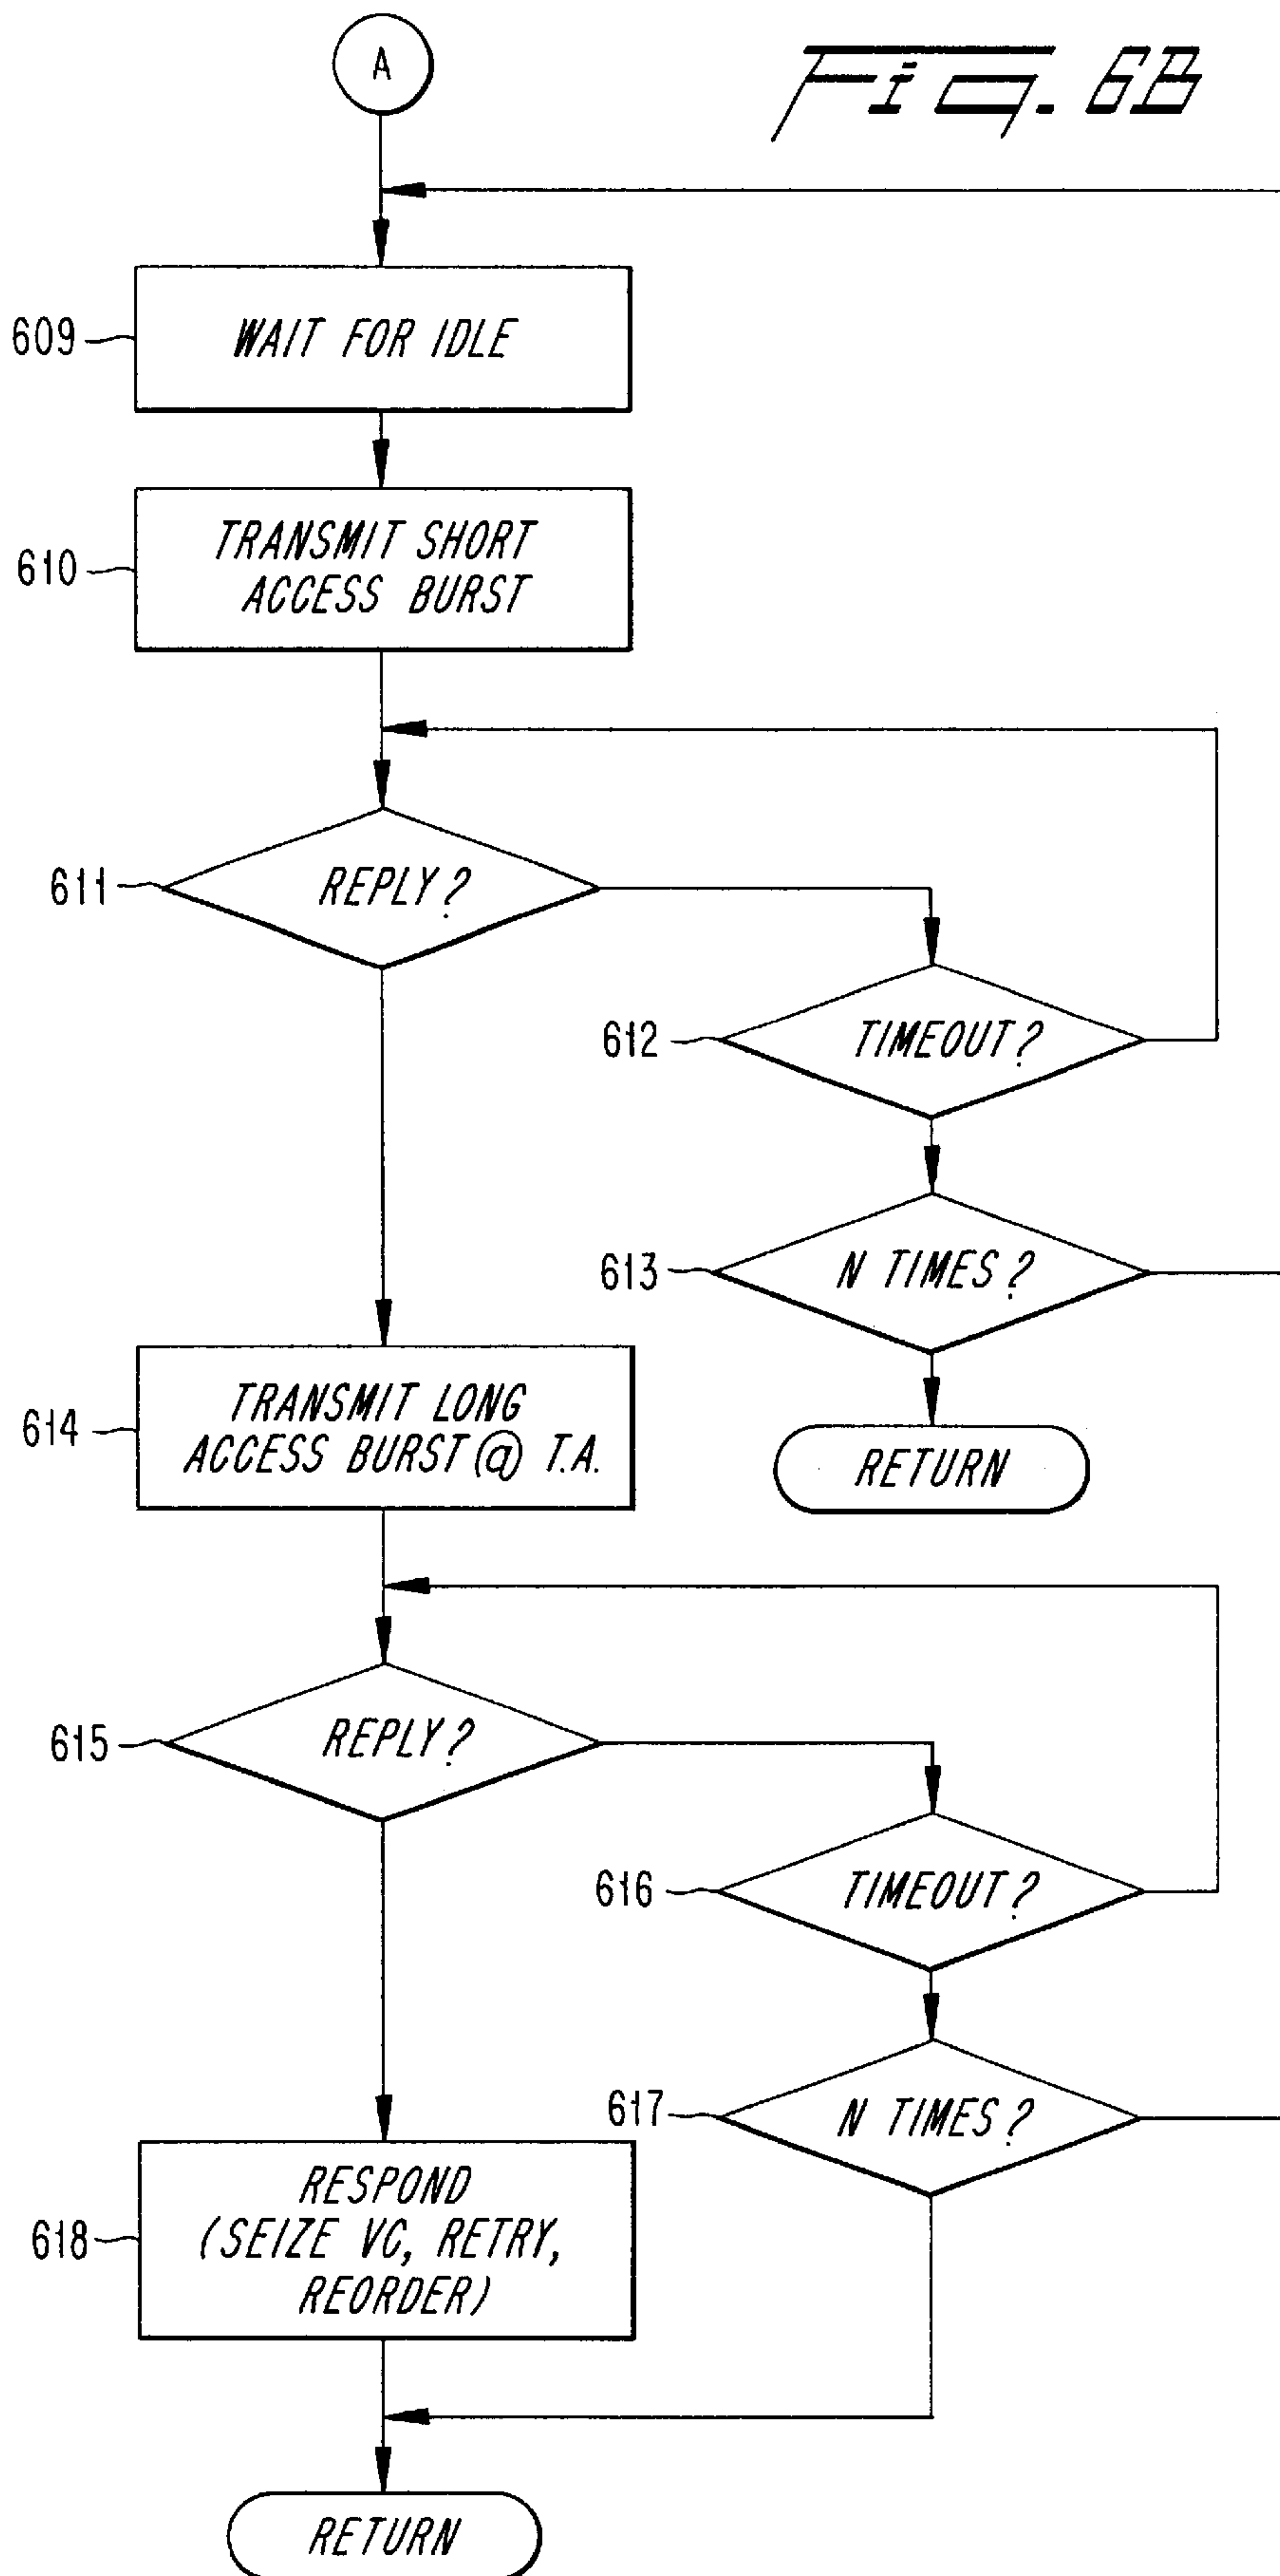 A
FIG. 6B
609
WAIT FOR IDLE
610
TRANSMIT SHORT
ACCESS BURST
611
REPLY?
612
TIMEOUT?
613
N TIMES?
RETURN
614
TRANSMIT LONG
ACCESS BURST @ T.A.
615
REPLY?
616
TIMEOUT?
617
N TIMES?
618
RESPOND
(SEIZE VC, RETRY,
REORDER)
RETURN